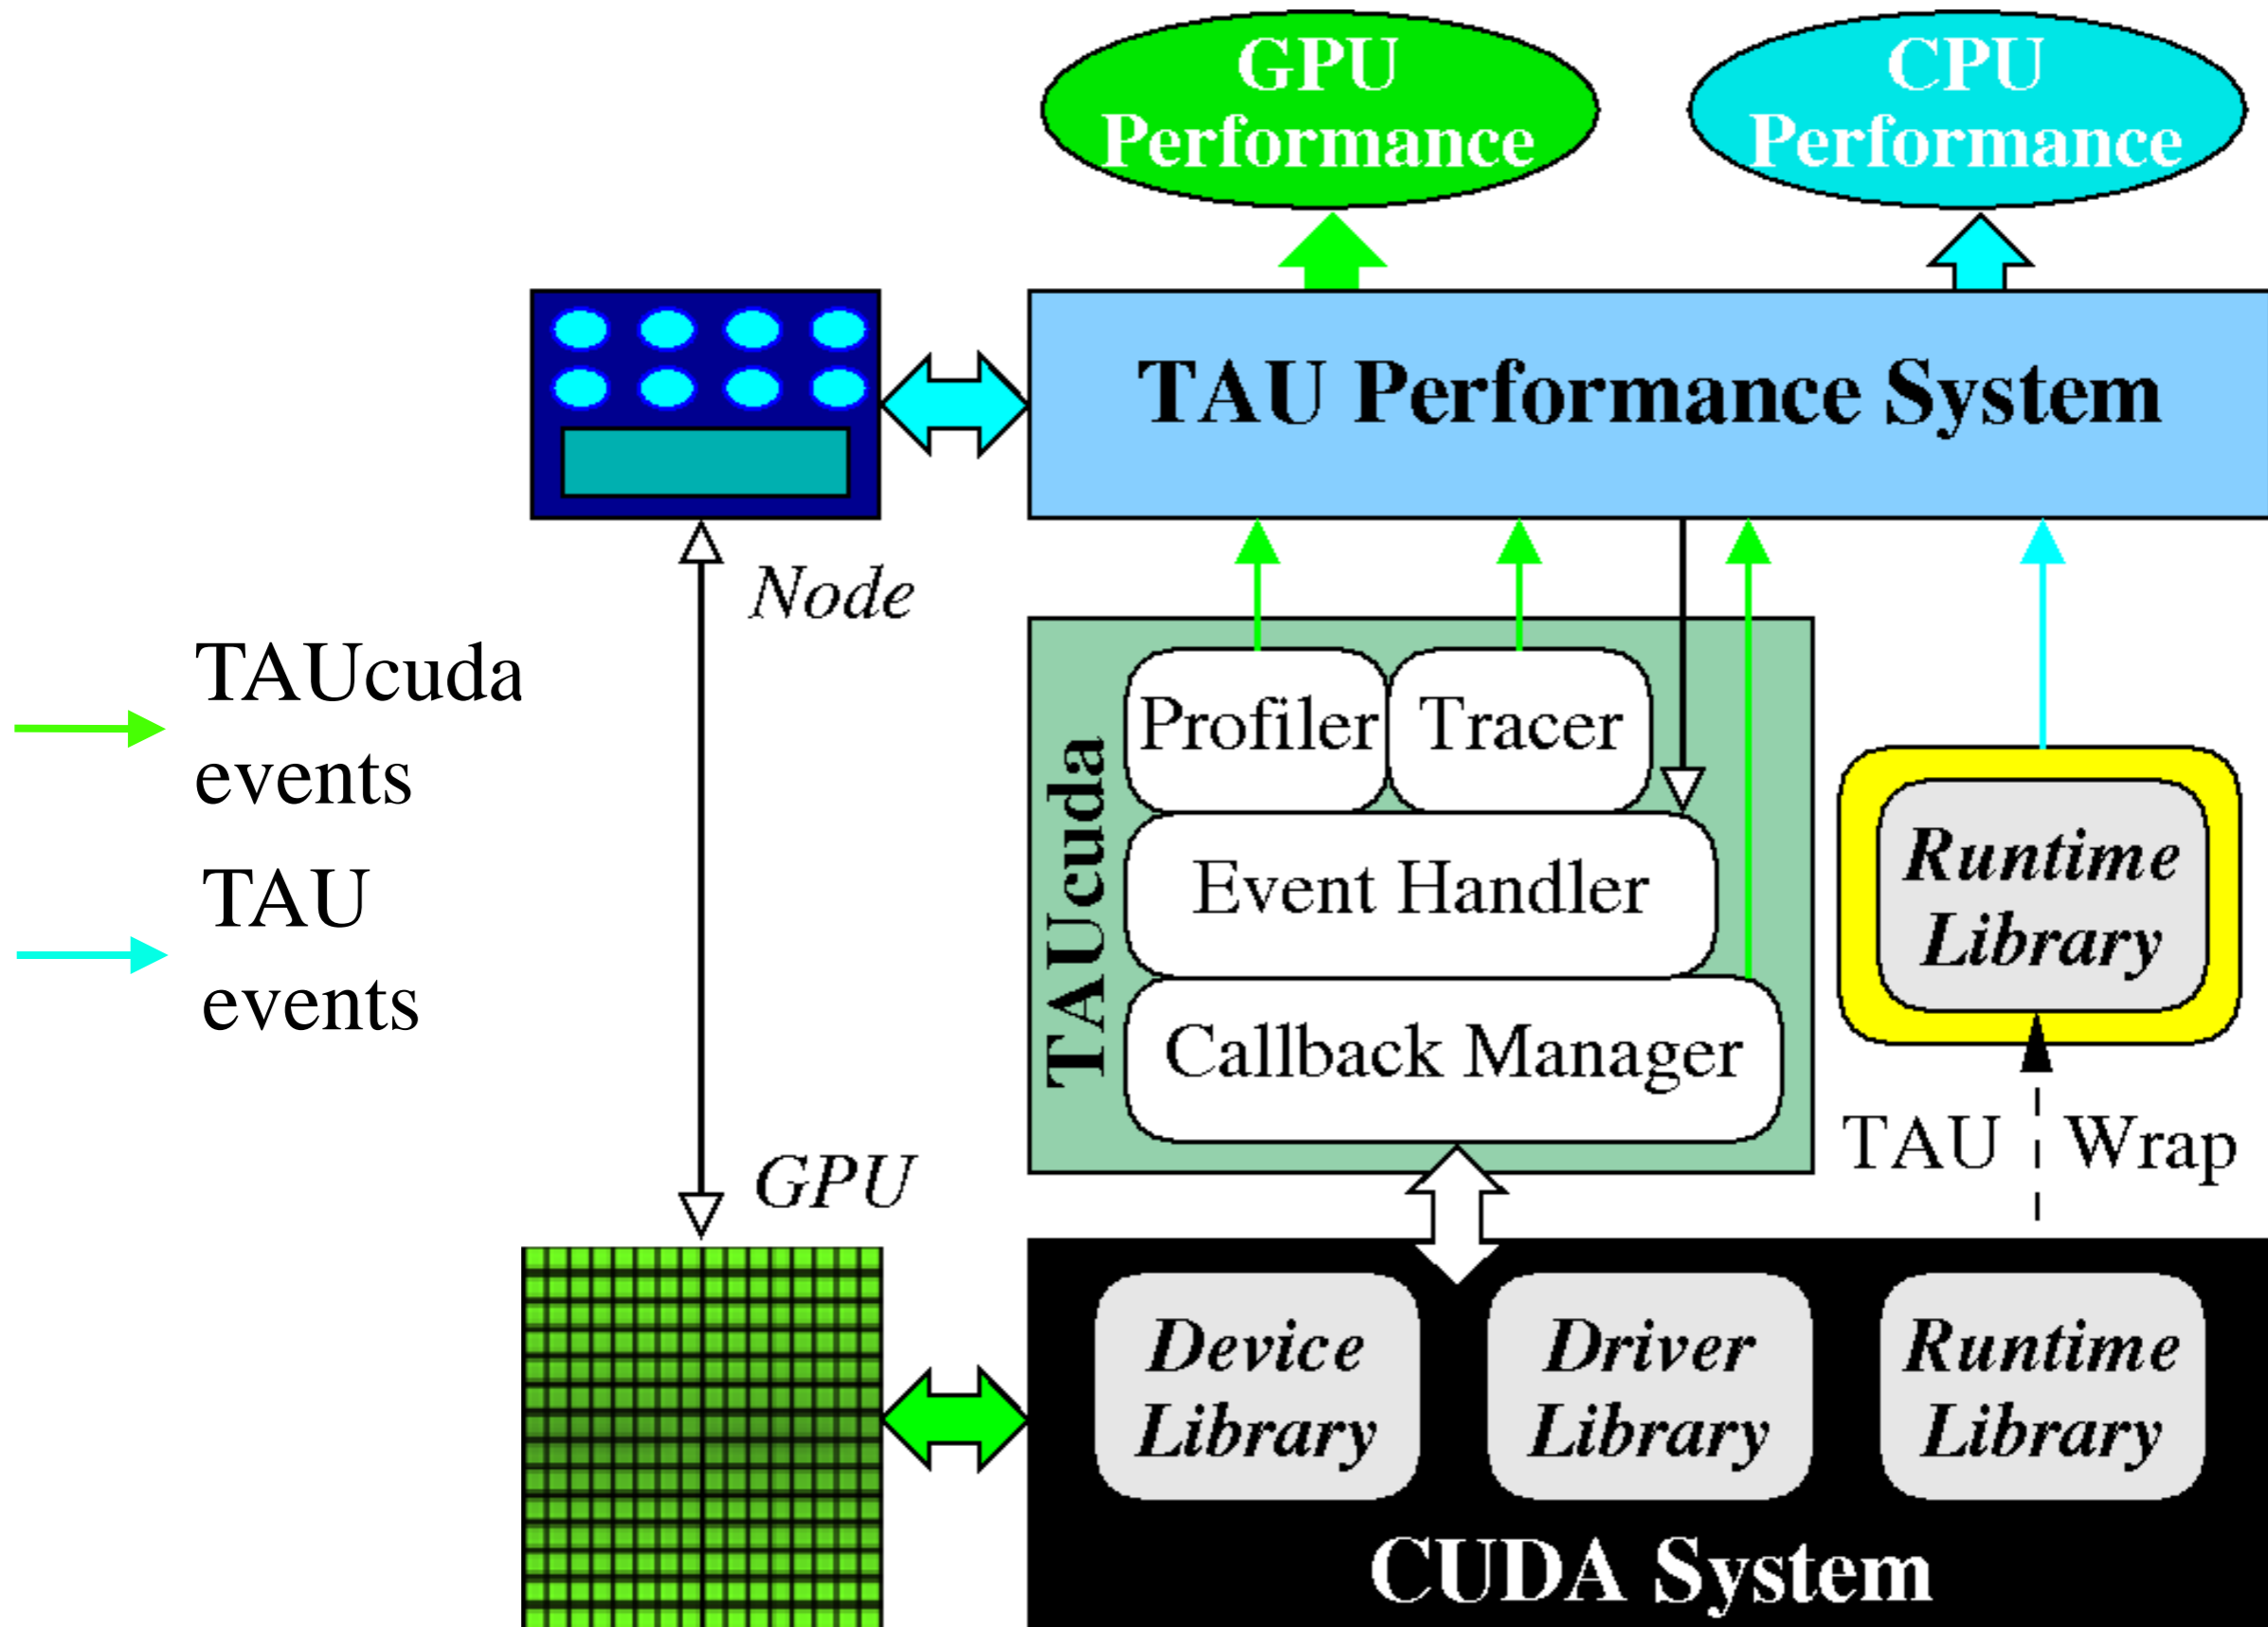 GPU
Performance
CPU
Performance
TAU Performance System
Node
TAUcuda
events
TAU
events
TAUcuda
Profiler
Tracer
Event Handler
Callback Manager
Runtime
Library
TAU Wrap
GPU
Device
Library
Driver
Library
Runtime
Library
CUDA System